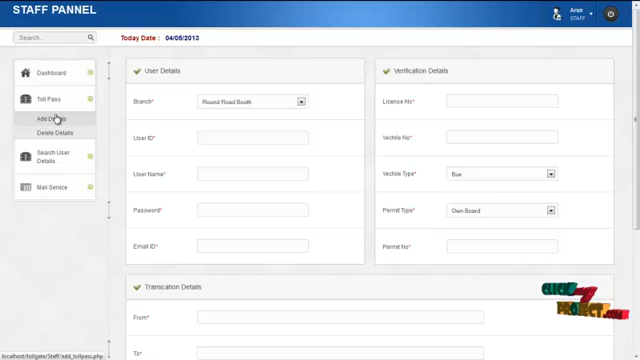 STAFF PANNEL
Arun
STAFF
Search...
Today Date : 04/05/2013
Dashboard
Toll Pass
Add Details
Delete Details
Search User
Details
Mail Service
User Details
Branch*
Round Road Booth
User ID*
User Name*
Password*
Email ID*
Verification Details
License No*
Vechile No*
Vechile Type*
Bus
Permit Type*
Own Board
Permit No*
Transcation Details
From*
To*
CLICK
PROJECT.COM
localhost/tollgate/Staff/add_tollpass.php